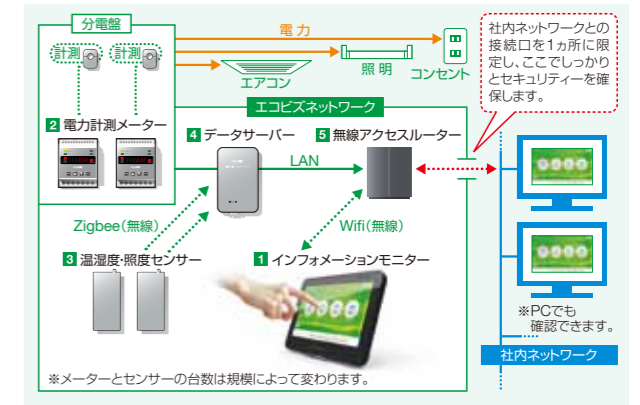 分電盤
計測
計測
電力
エアコン
照明
コンセント
社内ネットワークとの
接続口を1ヵ所に限
定し、ここでしっかり
とセキュリティーを確
保します。
エコビズネットワーク
2 電力計測メーター
4 データサーバー
5 無線アクセスルーター
LAN
Zigbee(無線)
Wifi(無線)
3 温湿度・照度センサー
1 インフォメーションモニター
※PCでも
確認できます。
社内ネットワーク
※メーターとセンサーの台数は規模によって変わります。